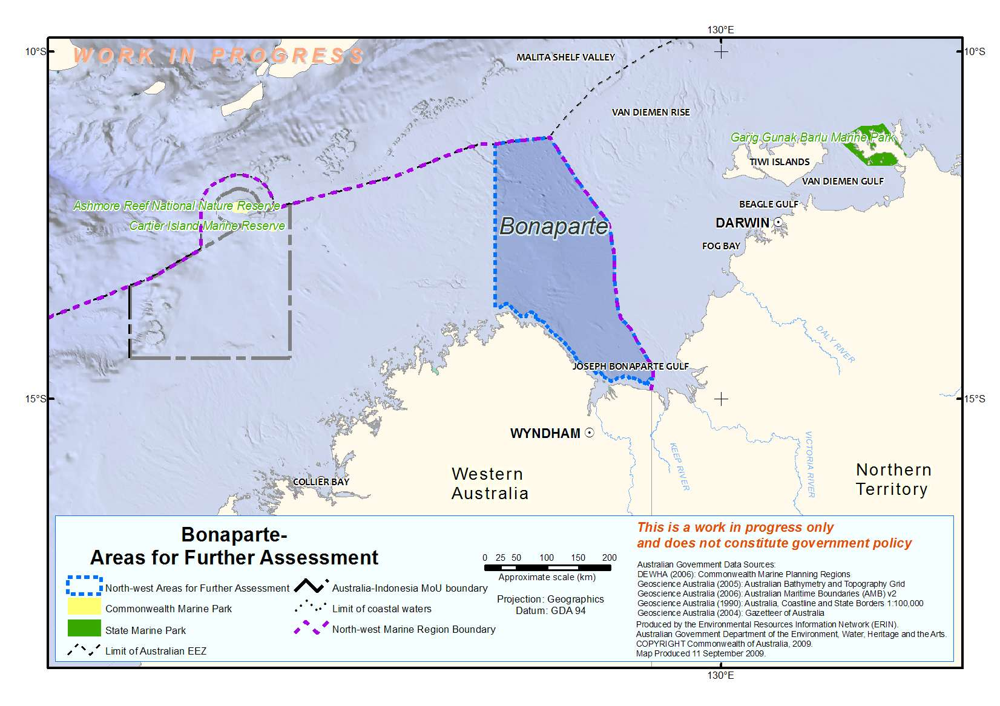 130°E
10°S
10°S
WORK IN PROGRESS
MALITA SHELF VALLEY
VAN DIEMEN RISE
Garig Gunak Barlu Marine Park
TIWI ISLANDS
VAN DIEMEN GULF
Ashmore Reef National Nature Reserve
BEAGLE GULF
Cartier Island Marine Reserve
Bonaparte
DARWIN
FOG BAY
DALY RIVER
JOSEPH BONAPARTE GULF
15°S
15°S
WYNDHAM
KEEP RIVER
VICTORIA RIVER
Western
Australia
Northern
Territory
COLLIER BAY
Bonaparte-
Areas for Further Assessment
North-west Areas for Further Assessment
Commonwealth Marine Park
State Marine Park
Limit of Australian EEZ
Australia-Indonesia MoU boundary
Limit of coastal waters
North-west Marine Region Boundary
0 25 50 100 150 200
Approximate scale (km)
Projection: Geographics
Datum: GDA 94
This is a work in progress only
and does not constitute government policy
Australian Government Data Sources:
DEWHA (2006): Commonwealth Marine Planning Regions
Geoscience Australia (2005): Australian Bathymetry and Topography Grid
Geoscience Australia (2006): Australian Maritime Boundaries (AMB) v2
Geoscience Australia (1990): Australia, Coastline and State Borders 1:100,000
Geoscience Australia (2004): Gazetteer of Australia
Produced by the Environmental Resources Information Network (ERIN).
Australian Government Department of the Environment, Water, Heritage and the Arts.
COPYRIGHT Commonwealth of Australia, 2009.
Map Produced 11 September 2009.
130°E